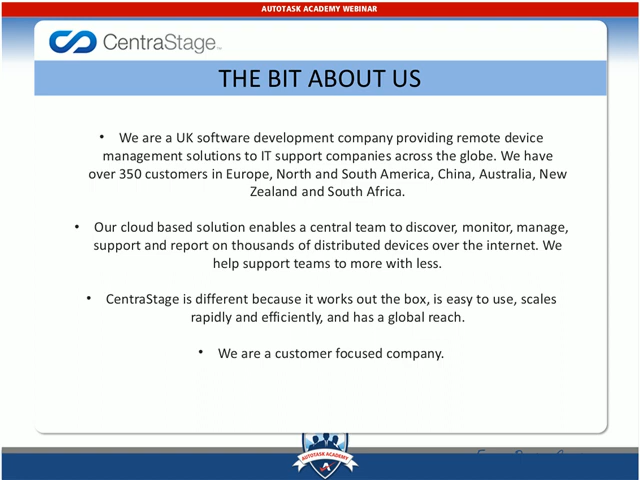 AUTOTASK ACADEMY WEBINAR
CentraStage
THE BIT ABOUT US
• We are a UK software development company providing remote device
management solutions to IT support companies across the globe. We have
over 350 customers in Europe, North and South America, China, Australia, New
Zealand and South Africa.
• Our cloud based solution enables a central team to discover, monitor, manage,
support and report on thousands of distributed devices over the internet. We
help support teams to more with less.
• CentraStage is different because it works out the box, is easy to use, scales
rapidly and efficiently, and has a global reach.
• We are a customer focused company.
AUTOTASK ACADEMY